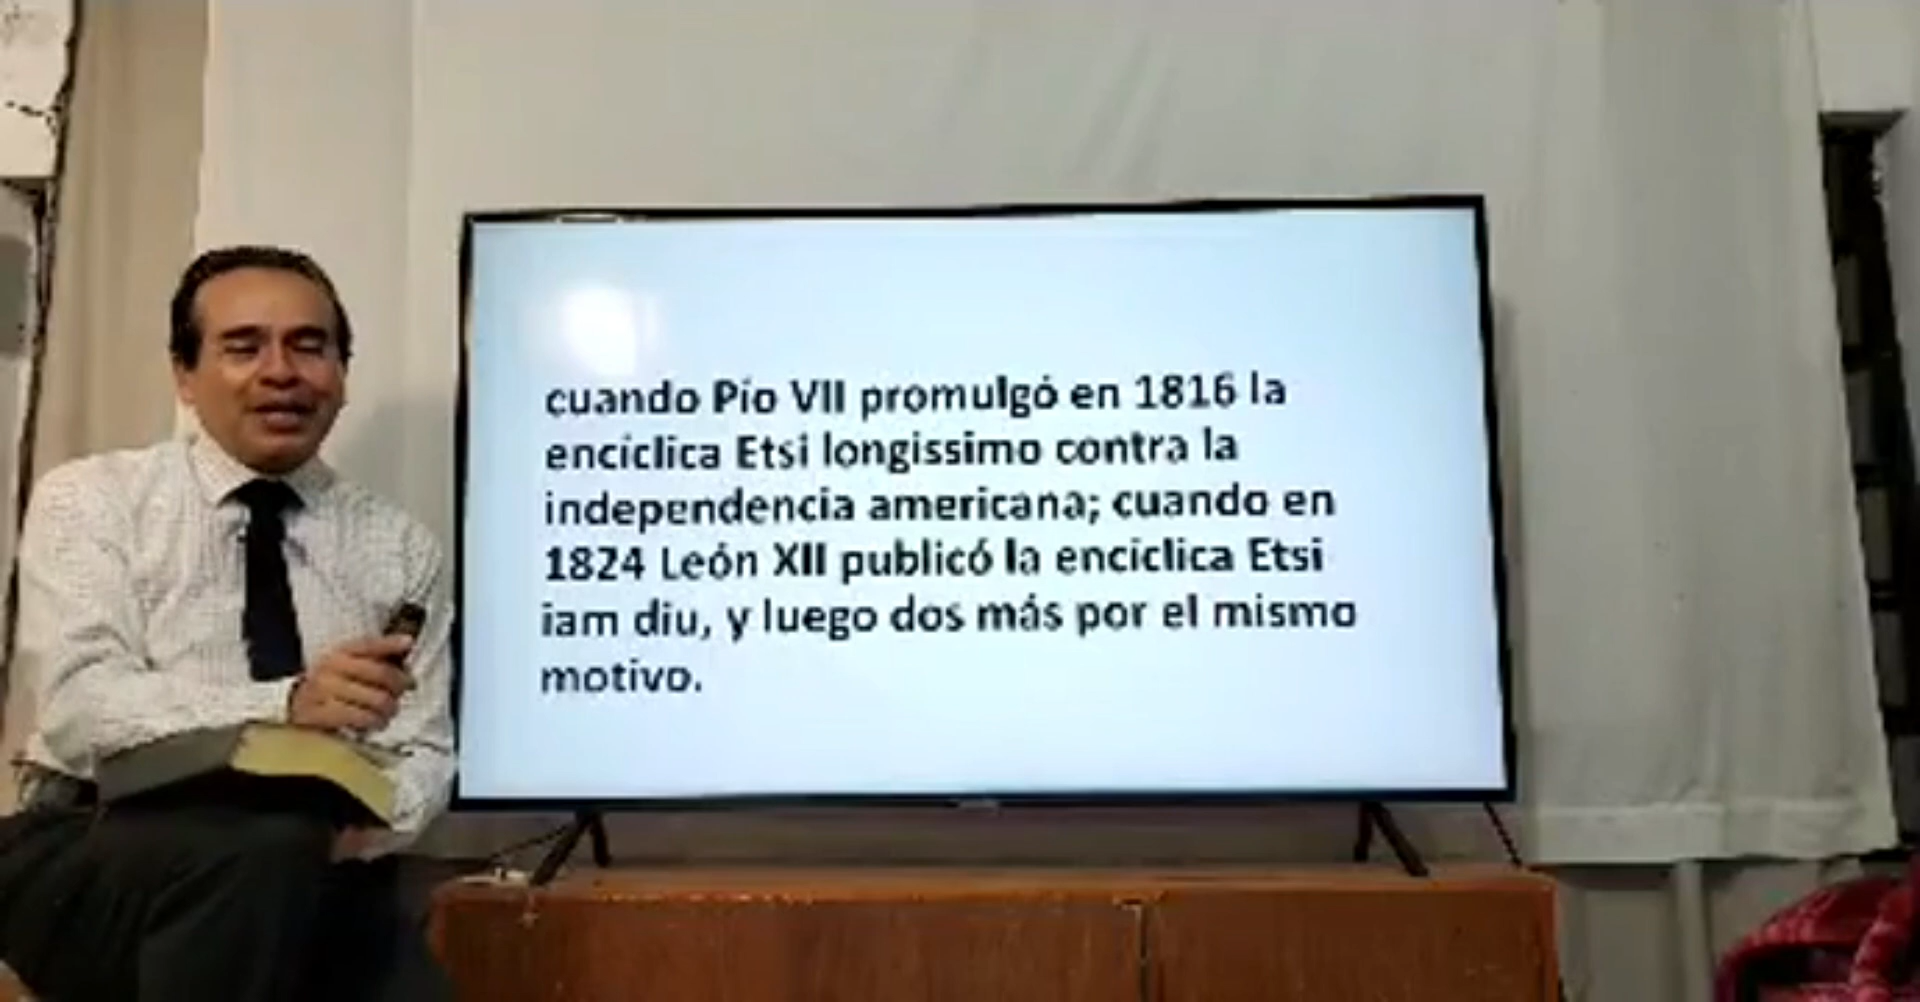 cuando Pío VII promulgó en 1816 la
encíclica Etsi longissimo contra la
independencia americana; cuando en
1824 León XII publicó la encíclica Etsi
iam diu, y luego dos más por el mismo
motivo.